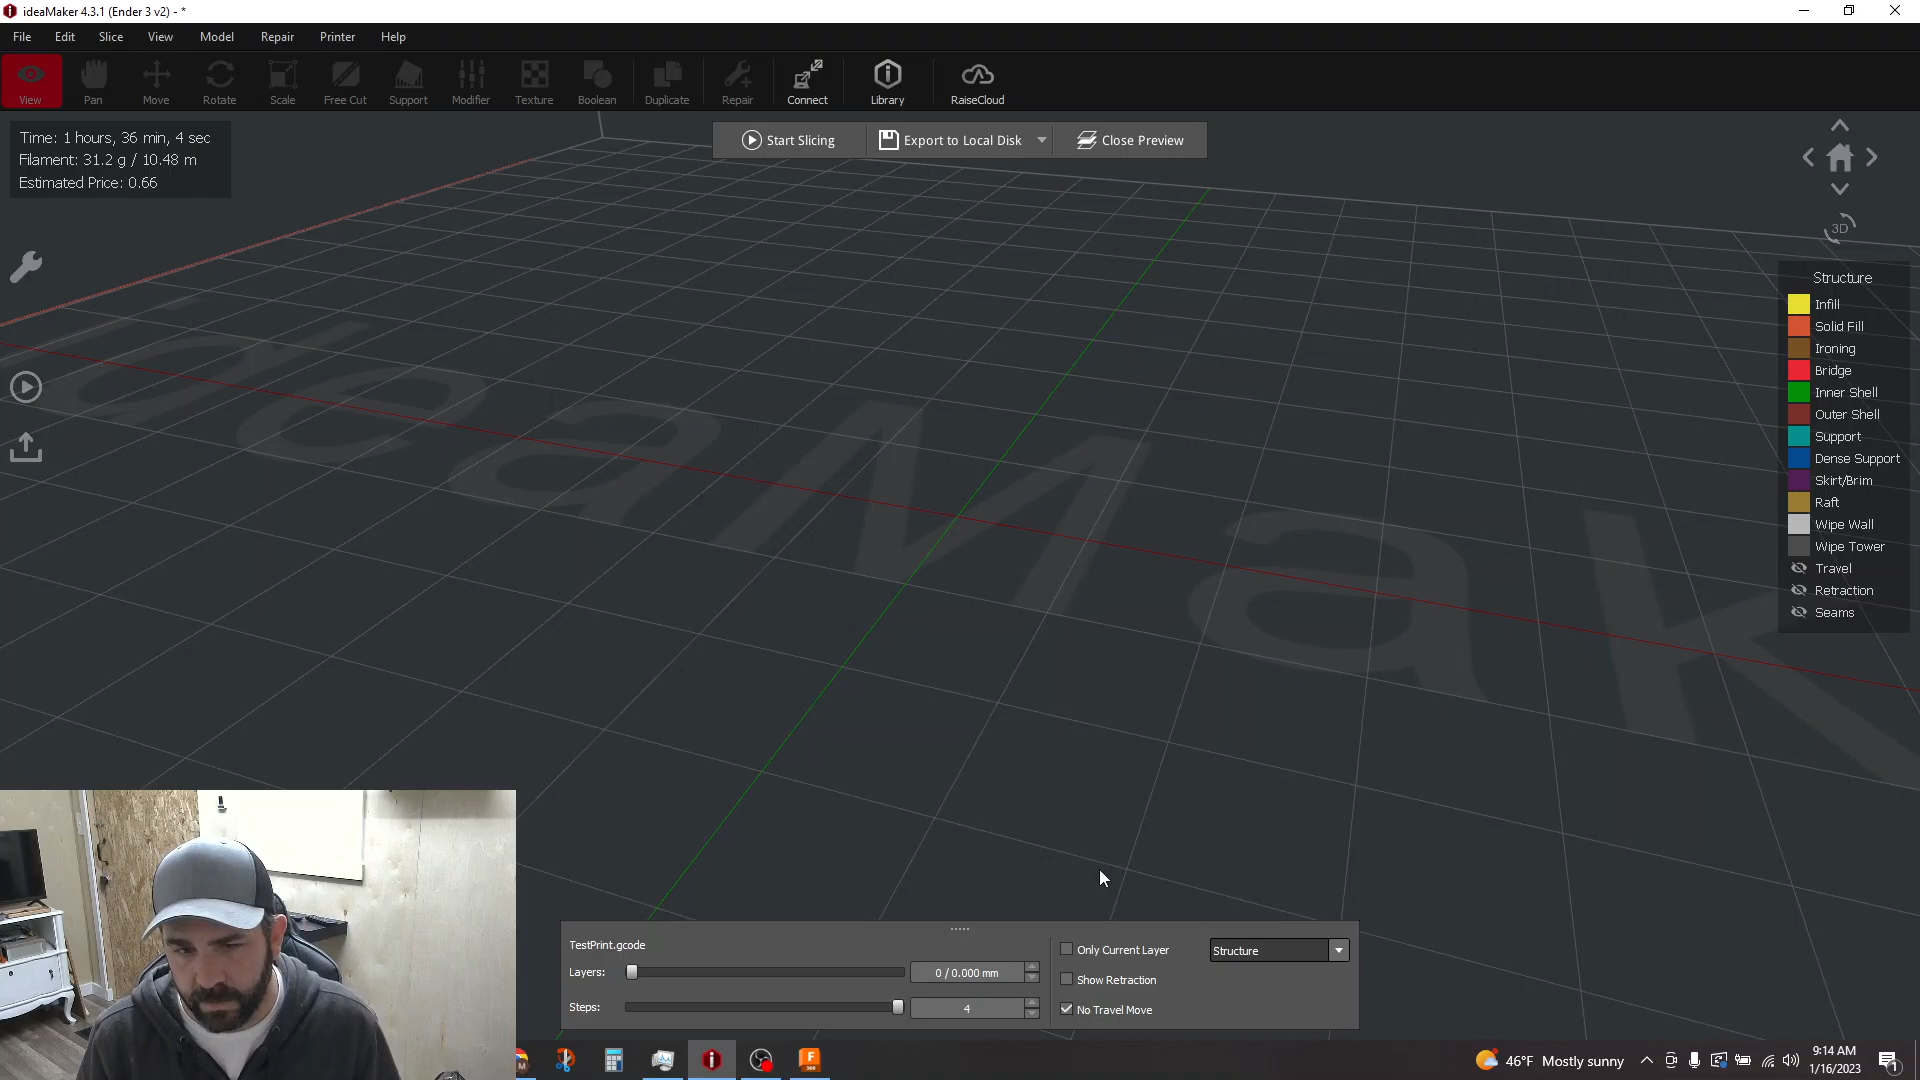 ideaMaker 4.3.1 (Ender 3 v2) - *
File Edit Slice View Model Repair Printer Help
View Pan Move Rotate Scale Free Cut Support Modifier Texture Boolean Duplicate Repair Connect Library RaiseCloud
Time: 1 hours, 36 min, 4 sec
Filament: 31.2 g / 10.48 m
Estimated Price: 0.66
Start Slicing Export to Local Disk Close Preview
3D
Structure
Infill
Solid Fill
Ironing
Bridge
Inner Shell
Outer Shell
Support
Dense Support
Skirt/Brim
Raft
Wipe Wall
Wipe Tower
Travel
Retraction
Seams
ideaMak
TestPrint.gcode
Layers: 0 / 0.000 mm
Steps: 4
Only Current Layer
Show Retraction
No Travel Move
Structure
46°F Mostly sunny
9:14 AM
1/16/2023